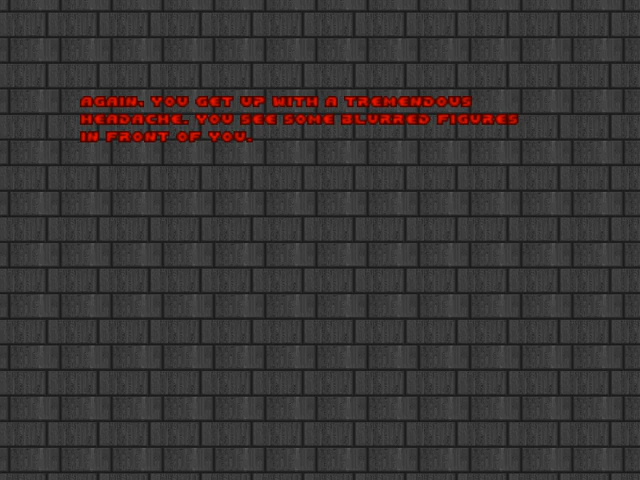 AGAIN, YOU GET UP WITH A TREMENDOUS
HEADACHE. YOU SEE SOME BLURRED FIGURES
IN FRONT OF YOU.